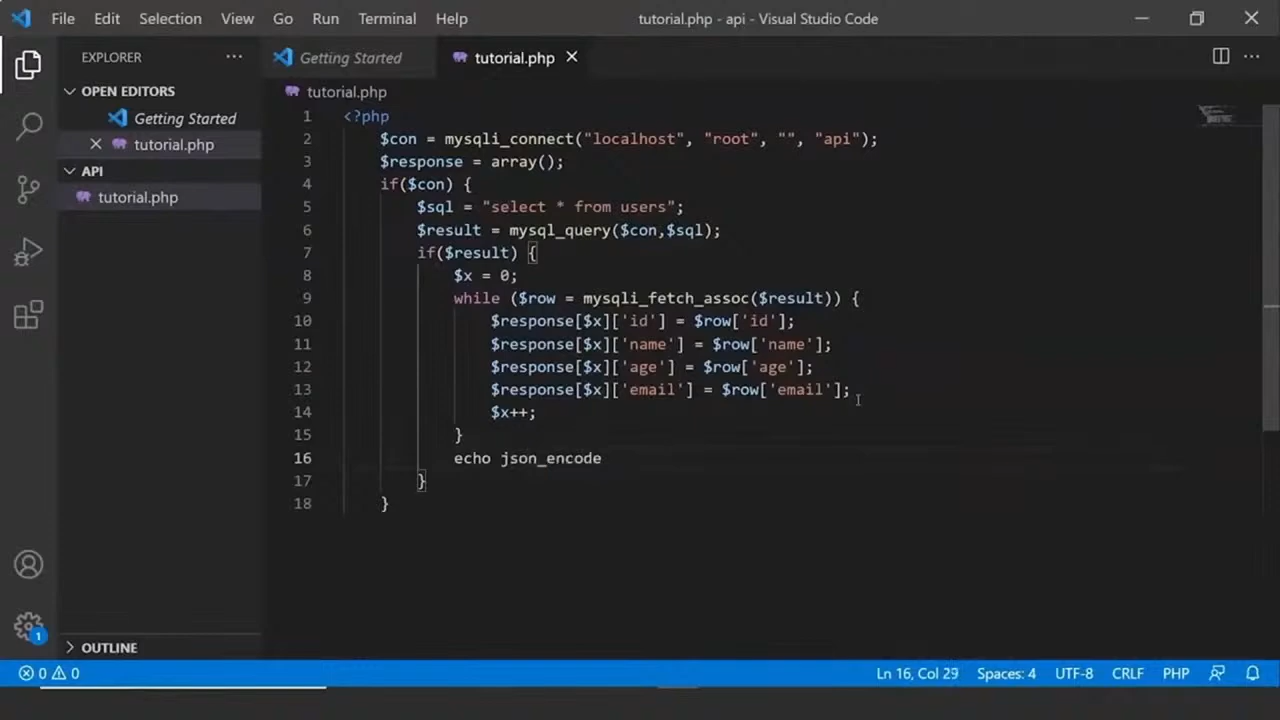 File Edit Selection View Go Run Terminal Help tutorial.php - api - Visual Studio Code
EXPLORER
OPEN EDITORS
Getting Started
tutorial.php
API
tutorial.php
OUTLINE
Getting Started tutorial.php
tutorial.php
1 <?php
2 $con = mysqli_connect("localhost", "root", "", "api");
3 $response = array();
4 if($con) {
5 $sql = "select * from users";
6 $result = mysql_query($con,$sql);
7 if($result) {
8 $x = 0;
9 while ($row = mysqli_fetch_assoc($result)) {
10 $response[$x]['id'] = $row['id'];
11 $response[$x]['name'] = $row['name'];
12 $response[$x]['age'] = $row['age'];
13 $response[$x]['email'] = $row['email'];
14 $x++;
15 }
16 echo json_encode
17 }
18 }
1
0 0 Ln 16, Col 29 Spaces: 4 UTF-8 CRLF PHP